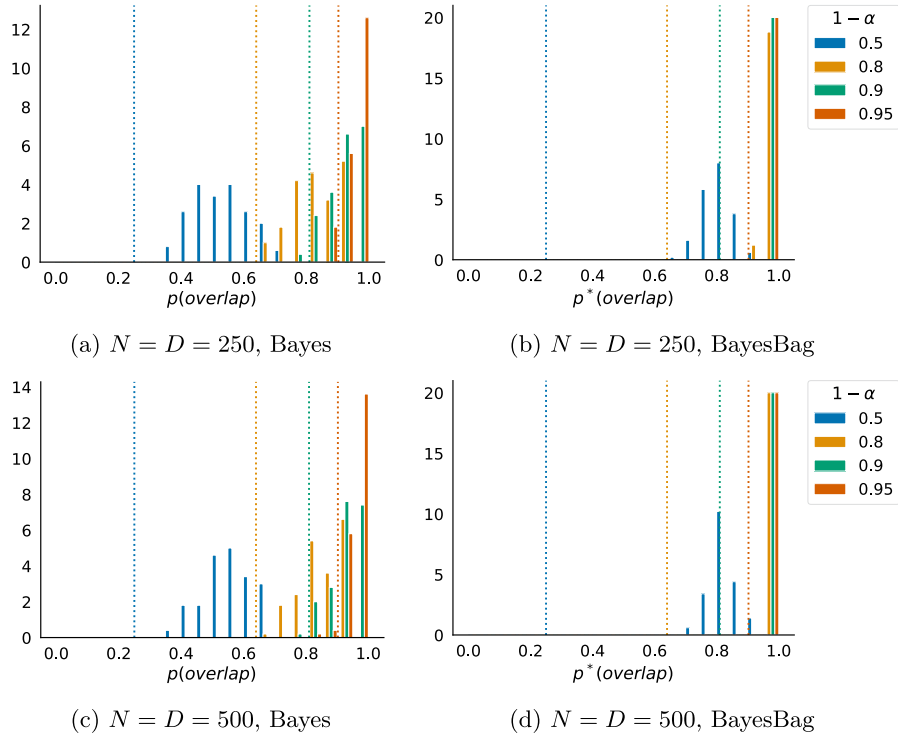 12
10
8
6
4
2
0
0.0 0.2 0.4 0.6 0.8 1.0
p(overlap)
20
15
10
5
0
0.0 0.2 0.4 0.6 0.8 1.0
p*(overlap)
1 − α
0.5
0.8
0.9
0.95
(a) N = D = 250, Bayes
(b) N = D = 250, BayesBag
14
12
10
8
6
4
2
0
0.0 0.2 0.4 0.6 0.8 1.0
p(overlap)
20
15
10
5
0
0.0 0.2 0.4 0.6 0.8 1.0
p*(overlap)
1 − α
0.5
0.8
0.9
0.95
(c) N = D = 500, Bayes
(d) N = D = 500, BayesBag